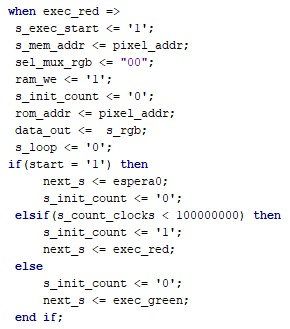 when exec_red =>
s_exec_start <= '1';
s_mem_addr <= pixel_addr;
sel_mux_rgb <= "00";
ram_we <= '1';
s_init_count <= '0';
rom_addr <= pixel_addr;
data_out <= s_rgb;
s_loop <= '0';
if(start = '1') then
next_s <= espera0;
s_init_count <= '0';
elsif(s_count_clocks < 100000000) then
s_init_count <= '1';
next_s <= exec_red;
else
s_init_count <= '0';
next_s <= exec_green;
end if;